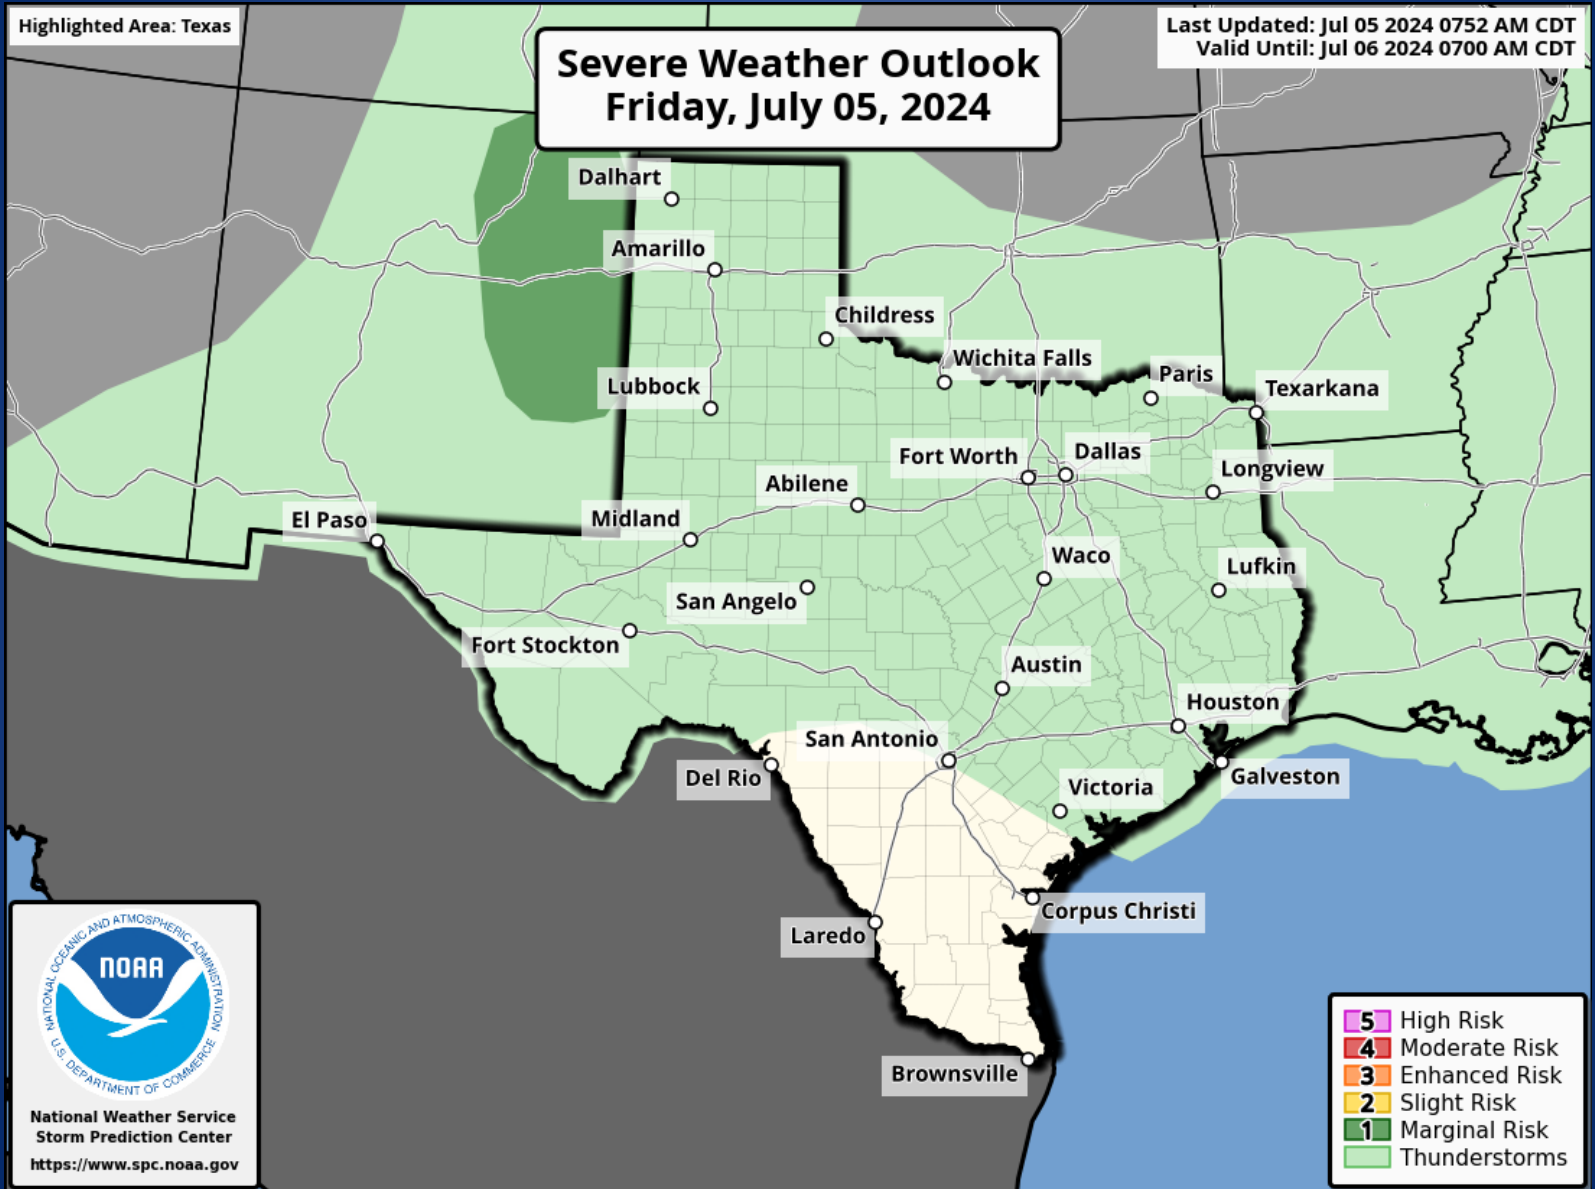 Highlighted Area: Texas
Severe Weather Outlook
Friday, July 05, 2024
Last Updated: Jul 05 2024 0752 AM CDT
Valid Until: Jul 06 2024 0700 AM CDT
Dalhart
Amarillo
Childress
Wichita Falls
Paris
Texarkana
Lubbock
Fort Worth
Dallas
Longview
Abilene
El Paso
Midland
Waco
Lufkin
San Angelo
Fort Stockton
Austin
Houston
San Antonio
Del Rio
Galveston
Victoria
Corpus Christi
Laredo
Brownsville
NATIONAL OCEANIC AND ATMOSPHERIC ADMINISTRATION
NOAA
U.S. DEPARTMENT OF COMMERCE
National Weather Service
Storm Prediction Center
https://www.spc.noaa.gov
5 High Risk
4 Moderate Risk
3 Enhanced Risk
2 Slight Risk
1 Marginal Risk
Thunderstorms